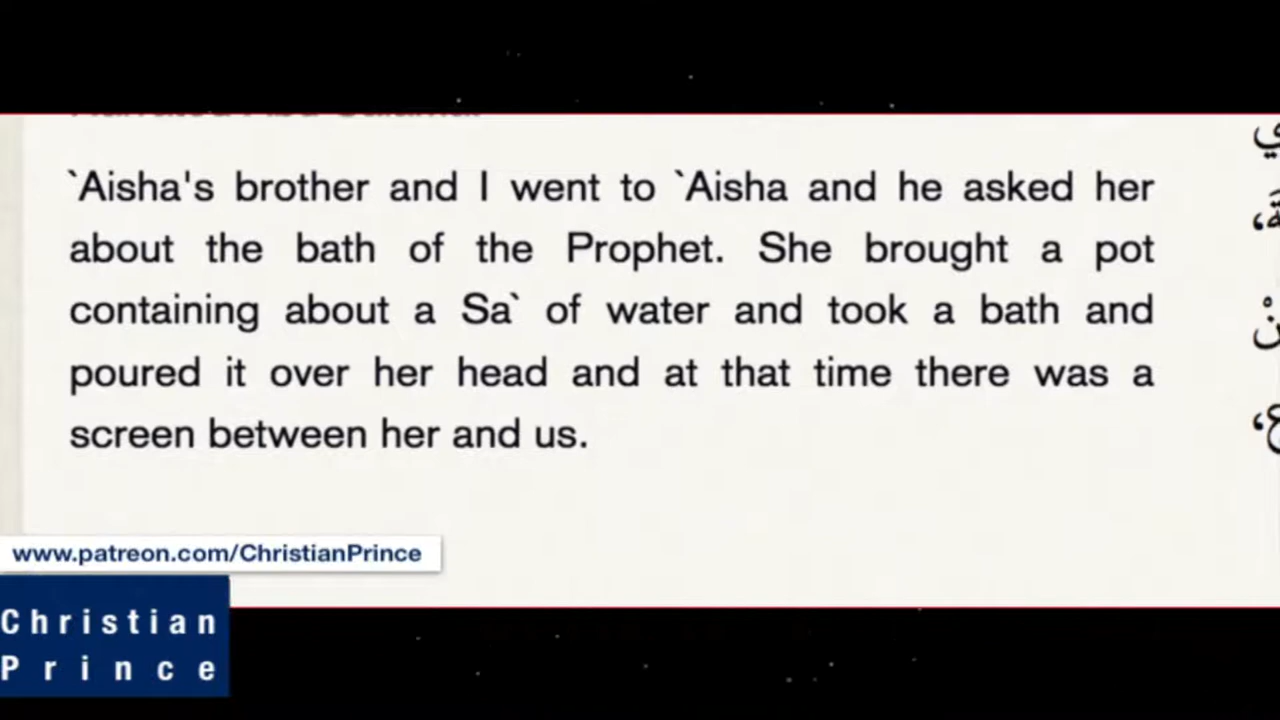 `Aisha's brother and I went to `Aisha and he asked her
about the bath of the Prophet. She brought a pot
containing about a Sa` of water and took a bath and
poured it over her head and at that time there was a
screen between her and us.
www.patreon.com/ChristianPrince
Christian
Prince